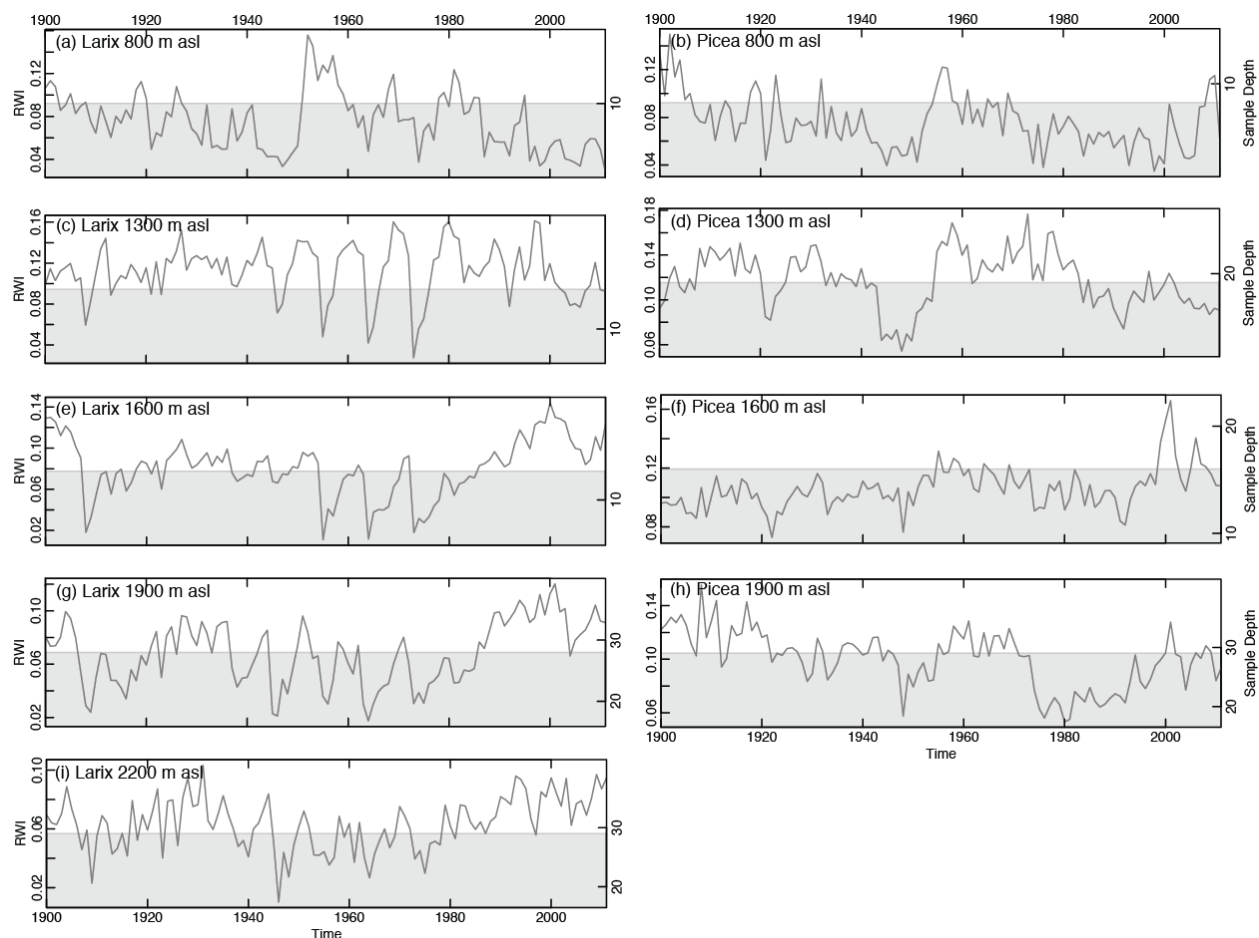 1900 1920 1940 1960 1980 2000
1900 1920 1940 1960 1980 2000
(a) Larix 800 m asl
RWI
0.04 0.08 0.12
10
(b) Picea 800 m asl
0.04 0.08 0.12
10
Sample Depth
(c) Larix 1300 m asl
RWI
0.04 0.08 0.12 0.16
10
(d) Picea 1300 m asl
0.06 0.10 0.14 0.18
20
Sample Depth
(e) Larix 1600 m asl
RWI
0.02 0.06 0.10 0.14
10
(f) Picea 1600 m asl
0.08 0.12 0.16
10 20
Sample Depth
(g) Larix 1900 m asl
RWI
0.02 0.06 0.10
20 30
(h) Picea 1900 m asl
0.06 0.10 0.14
20 30
Sample Depth
1900 1920 1940 1960 1980 2000
Time
(i) Larix 2200 m asl
RWI
0.02 0.06 0.10
20 30
1900 1920 1940 1960 1980 2000
Time